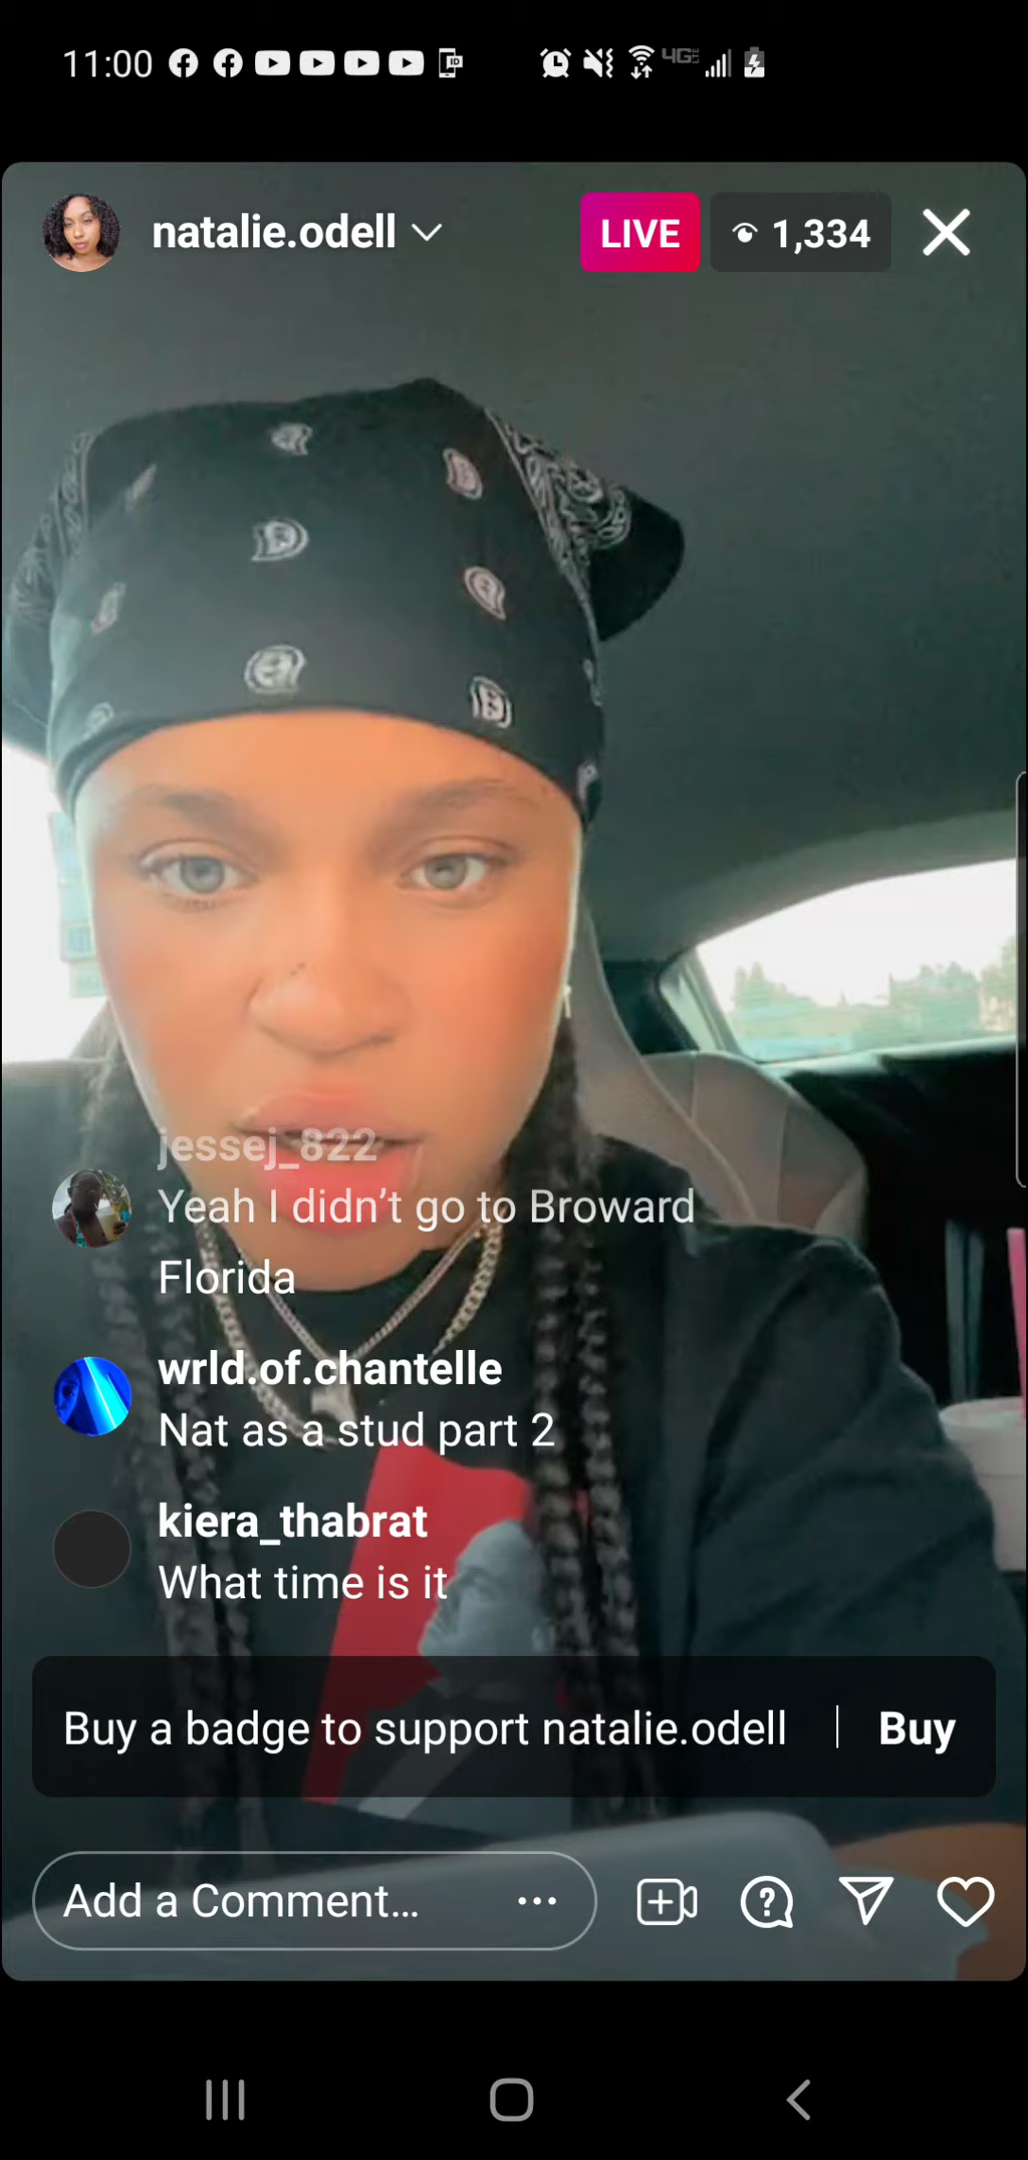 11:00 4GE
natalie.odell LIVE 1,334
jessej_822
Yeah I didn’t go to Broward
Florida
wrld.of.chantelle
Nat as a stud part 2
kiera_thabrat
What time is it
Buy a badge to support natalie.odell | Buy
Add a Comment...